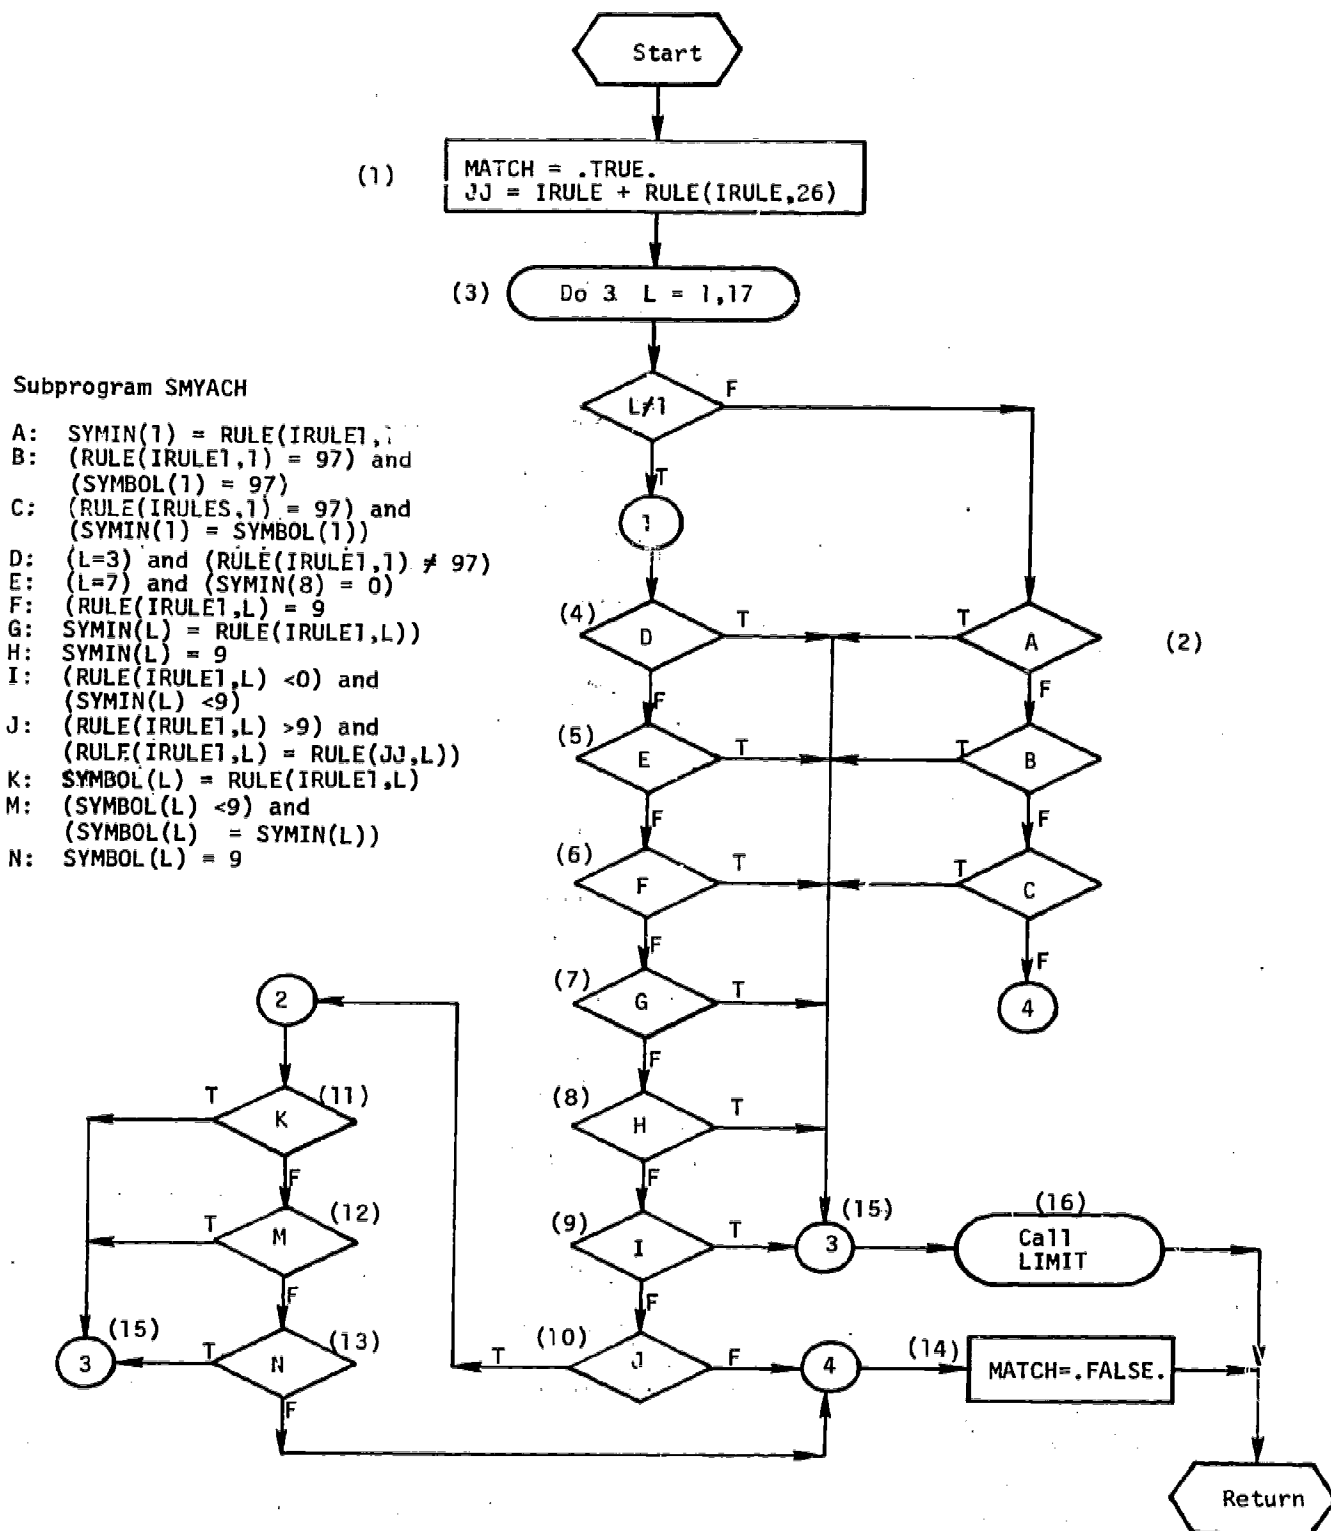 Start
(1)
MATCH = .TRUE.
JJ = IRULE + RULE(IRULE,26)
(3)
Do 3 L = 1,17
Subprogram SMYACH
A: SYMIN(1) = RULE(IRULE1,
B: (RULE(IRULE1,1) = 97) and
(SYMBOL(1) = 97)
C: (RULE(IRULES,1) = 97) and
(SYMIN(1) = SYMBOL(1))
D: (L=3) and (RULE(IRULE1,1) ≠ 97)
E: (L=7) and (SYMIN(8) = 0)
F: (RULE(IRULE1,L) = 9
G: SYMIN(L) = RULE(IRULE1,L))
H: SYMIN(L) = 9
I: (RULE(IRULE1,L) <0) and
(SYMIN(L) <9)
J: (RULE(IRULE1,L) >9) and
(RULE(IRULE1,L) = RULE(JJ,L))
K: SYMBOL(L) = RULE(IRULE1,L)
M: (SYMBOL(L) <9) and
(SYMBOL(L) = SYMIN(L))
N: SYMBOL(L) = 9
L≠1
F
T
1
(4)
D
T
T
A
(2)
F
F
(5)
E
T
T
B
F
F
(6)
F
T
T
C
F
F
(7)
G
T
4
2
F
T
K
(11)
(8)
H
T
F
F
T
M
(12)
(9)
I
T
3
(15)
(16)
Call
LIMIT
F
F
(15)
3
T
N
(13)
(10)
T
J
F
4
(14)
MATCH=.FALSE.
F
Return